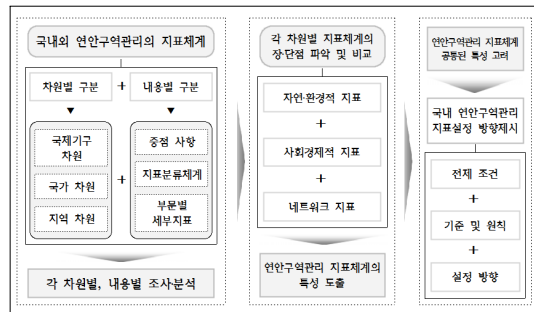 국내외 연안구역관리의 지표체계
차원별 구분
+
내용별 구분
국제기구
차원
국가 차원
지역 차원
+
중점 사항
지표분류체계
부문별
세부지표
각 차원별, 내용별 조사분석
각 차원별 지표체계의
장·단점 파악 및 비교
자연·환경적 지표
+
사회경제적 지표
+
네트워크 지표
연안구역관리 지표체계의
특성 도출
연안구역관리 지표체계
공통된 특성 고려
국내 연안구역관리
지표설정 방향제시
전제 조건
+
기준 및 원칙
+
설정 방향